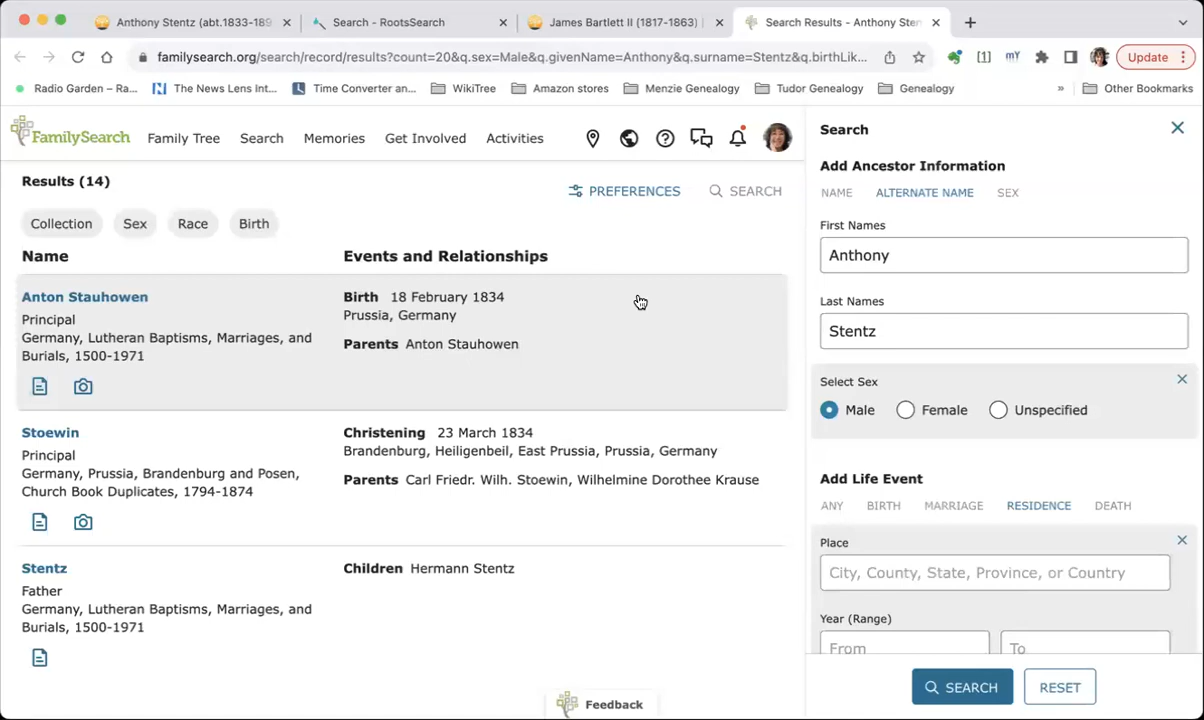 Anthony Stentz (abt.1833-189
Search - RootsSearch
James Bartlett II (1817-1863)
Search Results - Anthony Sten
familysearch.org/search/record/results?count=20&q.sex=Male&q.givenName=Anthony&q.surname=Stentz&q.birthLik...
[1]
mY
Update
Radio Garden – Ra...
The News Lens Int...
Time Converter an...
WikiTree
Amazon stores
Menzie Genealogy
Tudor Genealogy
Genealogy
»
Other Bookmarks
FamilySearch
Family Tree
Search
Memories
Get Involved
Activities
Results (14)
PREFERENCES
SEARCH
Collection
Sex
Race
Birth
Name
Events and Relationships
Anton Stauhowen
Principal
Germany, Lutheran Baptisms, Marriages, and
Burials, 1500-1971
Birth 18 February 1834
Prussia, Germany
Parents Anton Stauhowen
Stoewin
Principal
Germany, Prussia, Brandenburg and Posen,
Church Book Duplicates, 1794-1874
Christening 23 March 1834
Brandenburg, Heiligenbeil, East Prussia, Prussia, Germany
Parents Carl Friedr. Wilh. Stoewin, Wilhelmine Dorothee Krause
Stentz
Father
Germany, Lutheran Baptisms, Marriages, and
Burials, 1500-1971
Children Hermann Stentz
Feedback
Search
Add Ancestor Information
NAME
ALTERNATE NAME
SEX
First Names
Anthony
Last Names
Stentz
Select Sex
Male
Female
Unspecified
Add Life Event
ANY
BIRTH
MARRIAGE
RESIDENCE
DEATH
Place
City, County, State, Province, or Country
Year (Range)
From
To
SEARCH
RESET